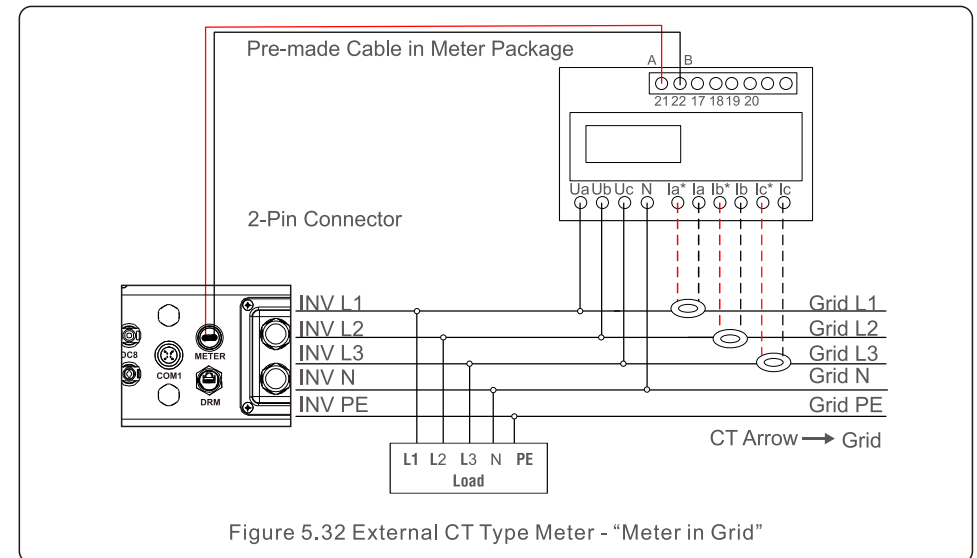 Pre-made Cable in Meter Package
A B
21 22 17 18 19 20
Ua Ub Uc N Ia* Ia Ib* Ib Ic* Ic
2-Pin Connector
INV L1 Grid L1
INV L2 Grid L2
INV L3 Grid L3
INV N Grid N
INV PE Grid PE
DC8
COM1
METER
DRM
CT Arrow → Grid
L1 L2 L3 N PE
Load
Figure 5.32 External CT Type Meter - “Meter in Grid”